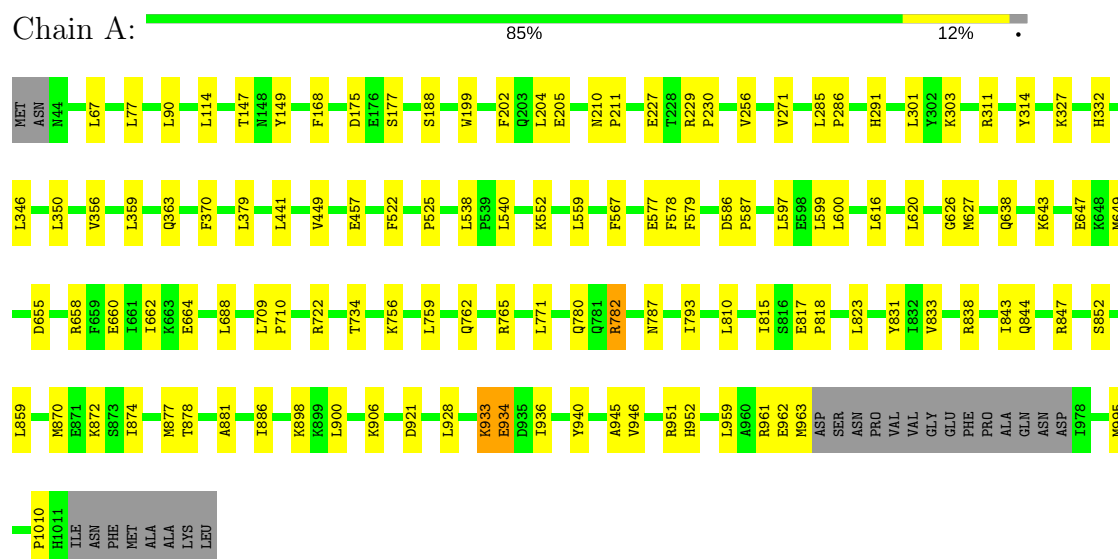 Chain A:
85% 12% •
MET ASN N44 L67 L77 L90 L114 T147 N148 Y149 F168 D175 E176 S177 S188 W199 F202 Q203 L204 E205 N210 P211 E227 T228 R229 P230 V256 V271 L285 P286 H291 L301 Y302 K303 R311 Y314 K327 H332
L346 L350 V356 L359 Q363 F370 L379 L441 V449 E457 F522 P525 L538 P539 L540 K552 L559 F567 E577 F578 F579 D586 P587 L597 E598 L599 L600 L616 L620 G626 M627 Q638 K643 E647 K648 M649
D655 R658 F659 E660 I661 I662 K663 E664 L688 L709 P710 R722 T734 K756 L759 Q762 R765 L771 Q780 Q781 R782 N787 I793 L810 I815 S816 E817 P818 L823 Y831 I832 V833 R838 I843 Q844 R847 S852
L859 M870 E871 K872 S873 I874 M877 T878 A881 I886 K898 K899 L900 K906 D921 L928 K933 E934 D935 I936 Y940 A945 V946 R951 H952 L959 A960 R961 E962 M963 ASP SER ASN PRO VAL VAL GLY GLU PHE PRO ALA GLN ASN ASP I978 M995
P1010 H1011 ILE ASN PHE MET ALA ALA LYS LEU